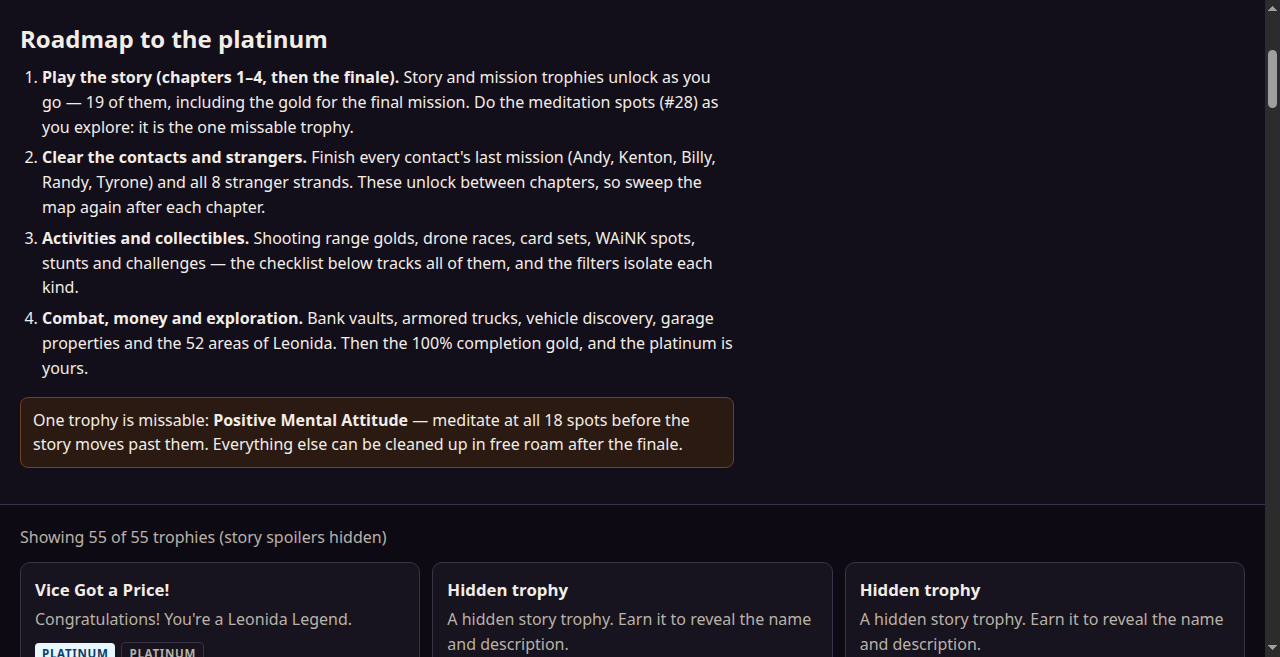 Roadmap to the platinum
1. Play the story (chapters 1–4, then the finale). Story and mission trophies unlock as you
go — 19 of them, including the gold for the final mission. Do the meditation spots (#28) as
you explore: it is the one missable trophy.
2. Clear the contacts and strangers. Finish every contact's last mission (Andy, Kenton, Billy,
Randy, Tyrone) and all 8 stranger strands. These unlock between chapters, so sweep the
map again after each chapter.
3. Activities and collectibles. Shooting range golds, drone races, card sets, WAiNK spots,
stunts and challenges — the checklist below tracks all of them, and the filters isolate each
kind.
4. Combat, money and exploration. Bank vaults, armored trucks, vehicle discovery, garage
properties and the 52 areas of Leonida. Then the 100% completion gold, and the platinum is
yours.
One trophy is missable: Positive Mental Attitude — meditate at all 18 spots before the
story moves past them. Everything else can be cleaned up in free roam after the finale.
Showing 55 of 55 trophies (story spoilers hidden)
Vice Got a Price!
Congratulations! You're a Leonida Legend.
PLATINUM PLATINUM
Hidden trophy
A hidden story trophy. Earn it to reveal the name
and description.
Hidden trophy
A hidden story trophy. Earn it to reveal the name
and description.